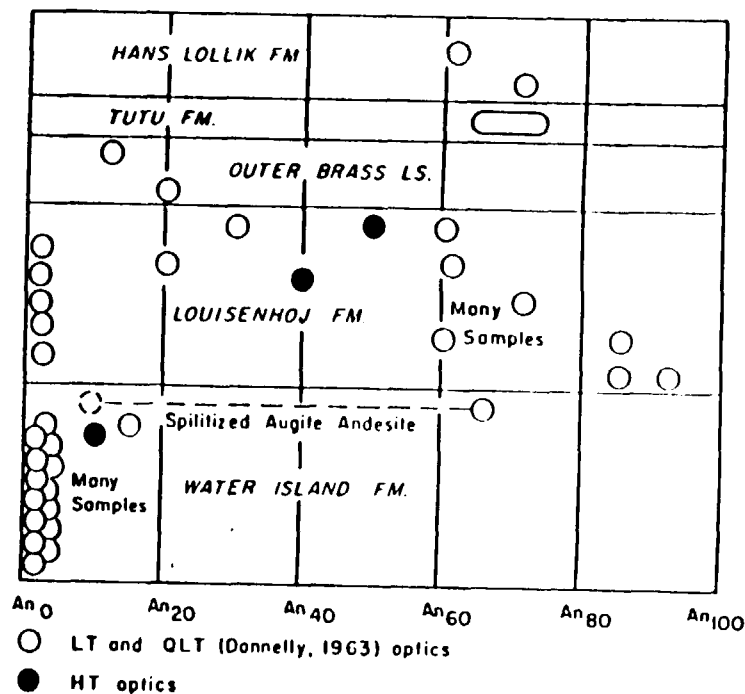 HANS LOLLIK FM
TUTU FM.
OUTER BRASS LS.
LOUISENHOJ FM.
Many
Samples
Spilitized Augite Andesite
Many
Samples
WATER ISLAND FM.
An0 An20 An40 An60 An80 An100
LT and QLT (Donnelly, 1963) optics
HT optics